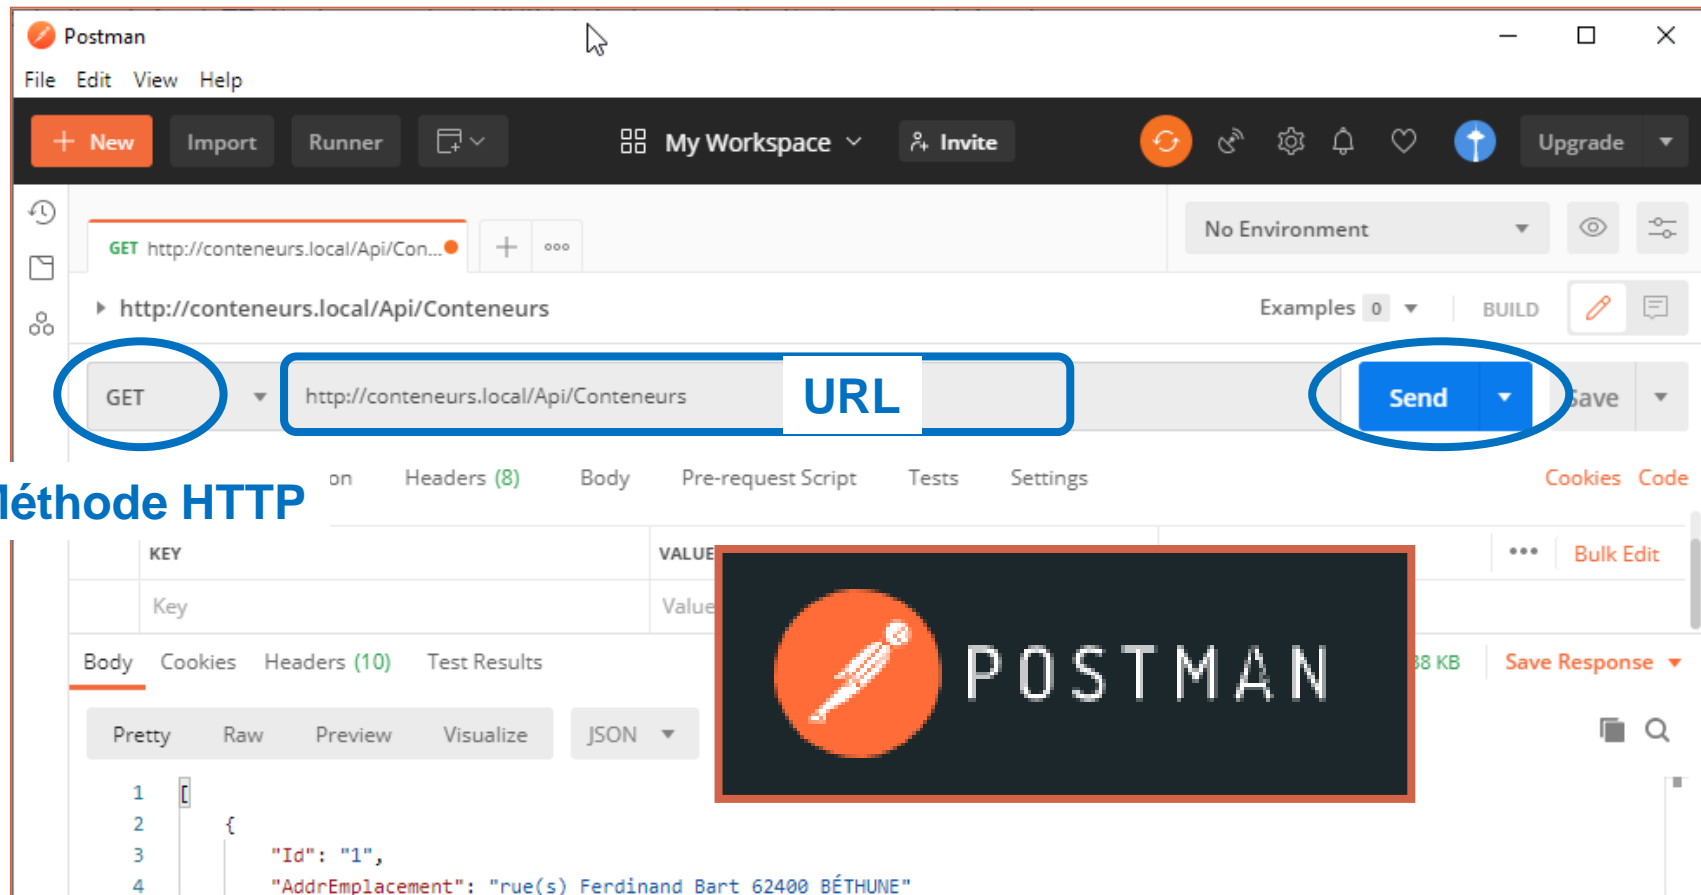 Postman
File Edit View Help
+ New Import Runner My Workspace Invite Upgrade
GET http://conteneurs.local/Api/Con... No Environment
http://conteneurs.local/Api/Conteneurs Examples 0 BUILD
GET http://conteneurs.local/Api/Conteneurs URL Send Save
on Headers (8) Body Pre-request Script Tests Settings Cookies Code
éthode HTTP
KEY VALUE Bulk Edit
Key Value
POSTMAN
Body Cookies Headers (10) Test Results 38 KB Save Response
Pretty Raw Preview Visualize JSON
1 [
2 {
3 "Id": "1",
4 "AddrEmplacement": "rue(s) Ferdinand Bart 62400 BÉTHUNE"